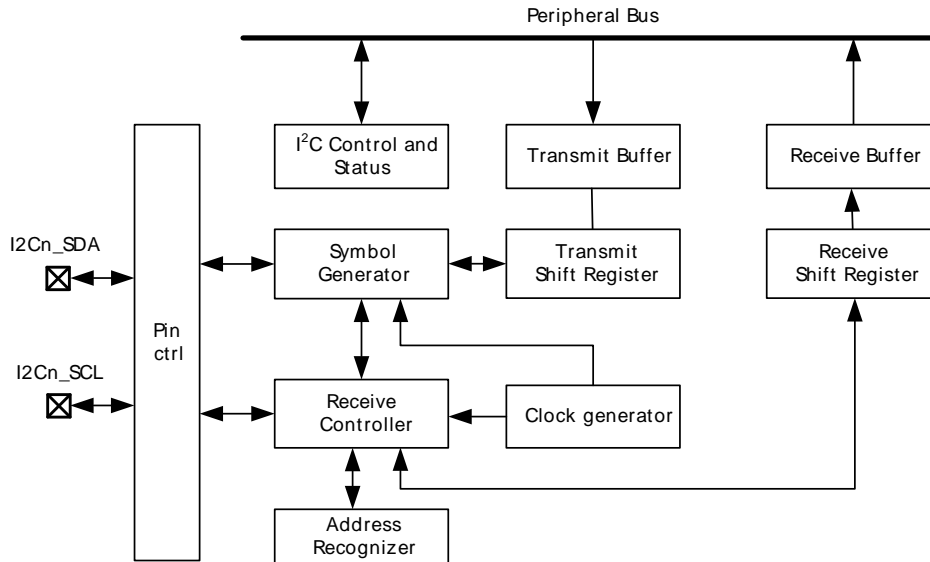 Peripheral Bus
I²C Control and
Status
Transmit Buffer
Receive Buffer
I2Cn_SDA
Symbol
Generator
Transmit
Shift Register
Receive
Shift Register
Pin
ctrl
I2Cn_SCL
Receive
Controller
Clock generator
Address
Recognizer